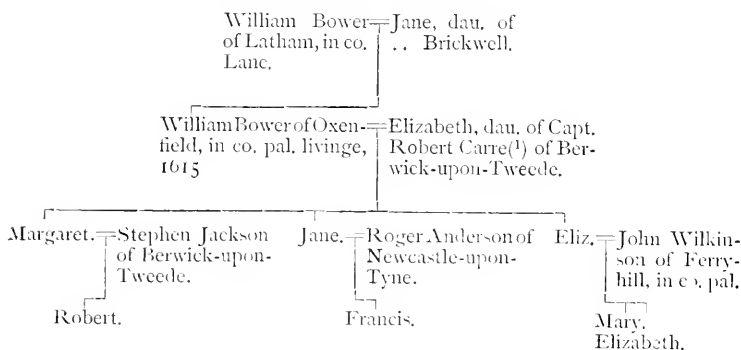 William Bower = Jane, dau. of
of Latham, in co. .. Brickwell.
Lanc.
William Bower of Oxen- = Elizabeth, dau. of Capt.
field, in co. pal. livinge, Robert Carre(1) of Ber-
1615 wick-upon-Tweede.
Margaret. = Stephen Jackson
of Berwick-upon-
Tweede.
Jane. = Roger Anderson of
Newcastle-upon-
Tyne.
Eliz. = John Wilkin-
son of Ferry-
hill, in co. pal.
Robert.
Francis.
Mary.
Elizabeth.